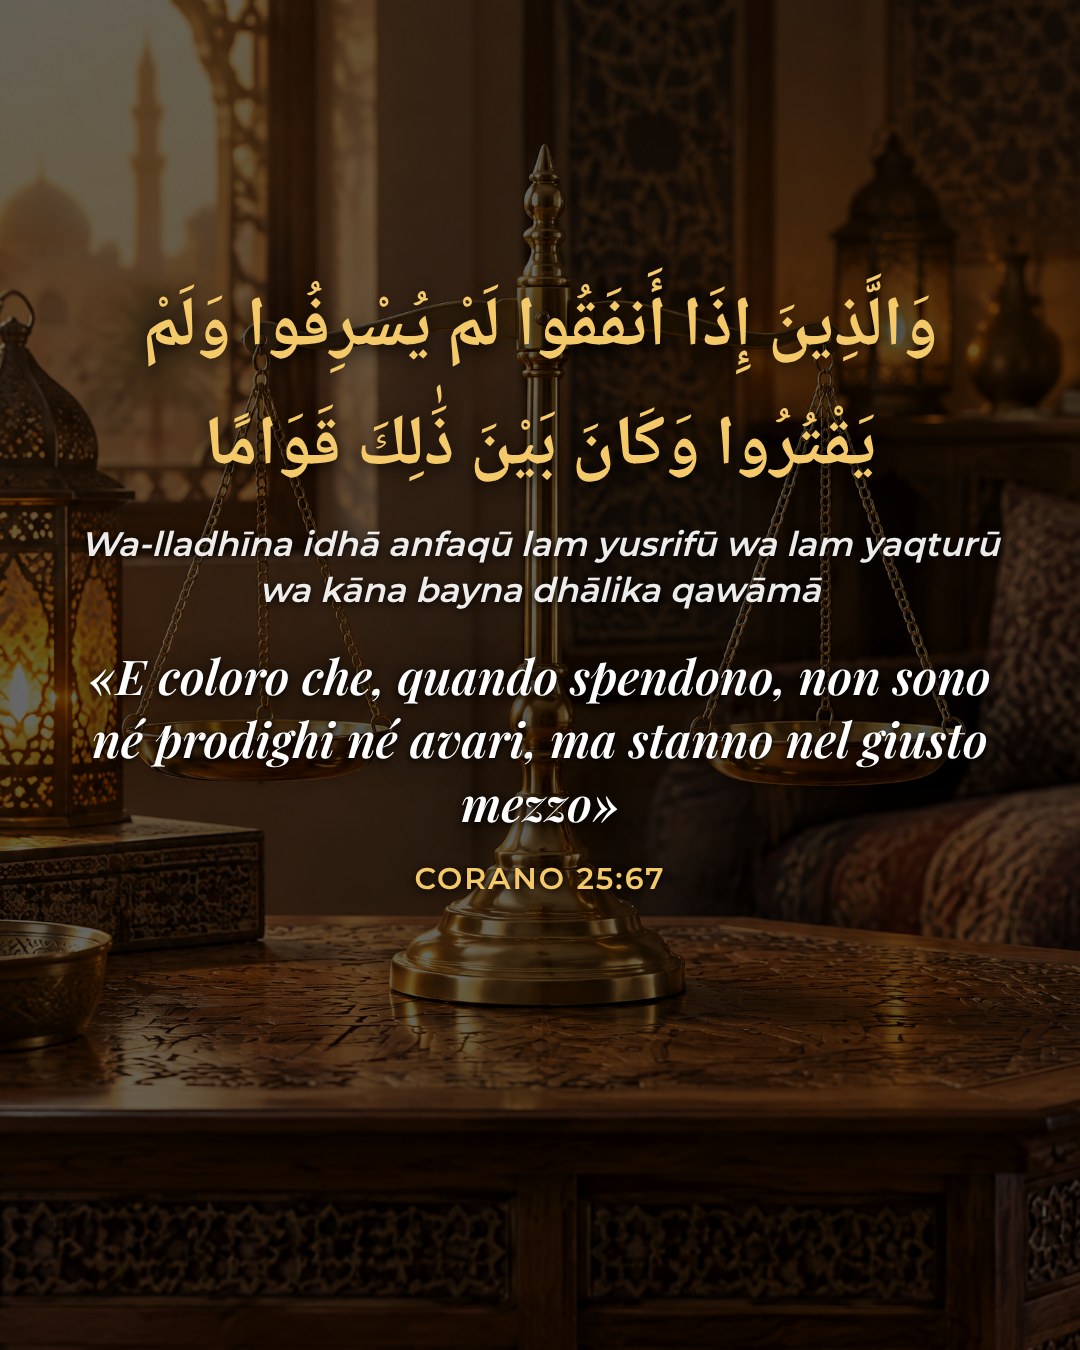 وَالَّذِينَ إِذَا أَنفَقُوا لَمْ يُسْرِفُوا وَلَمْ
يَقْتُرُوا وَكَانَ بَيْنَ ذَٰلِكَ قَوَامًا
Wa-lladhīna idhā anfaqū lam yusrifū wa lam yaqturū
wa kāna bayna dhālika qawāmā
«E coloro che, quando spendono, non sono
né prodighi né avari, ma stanno nel giusto
mezzo»
CORANO 25:67